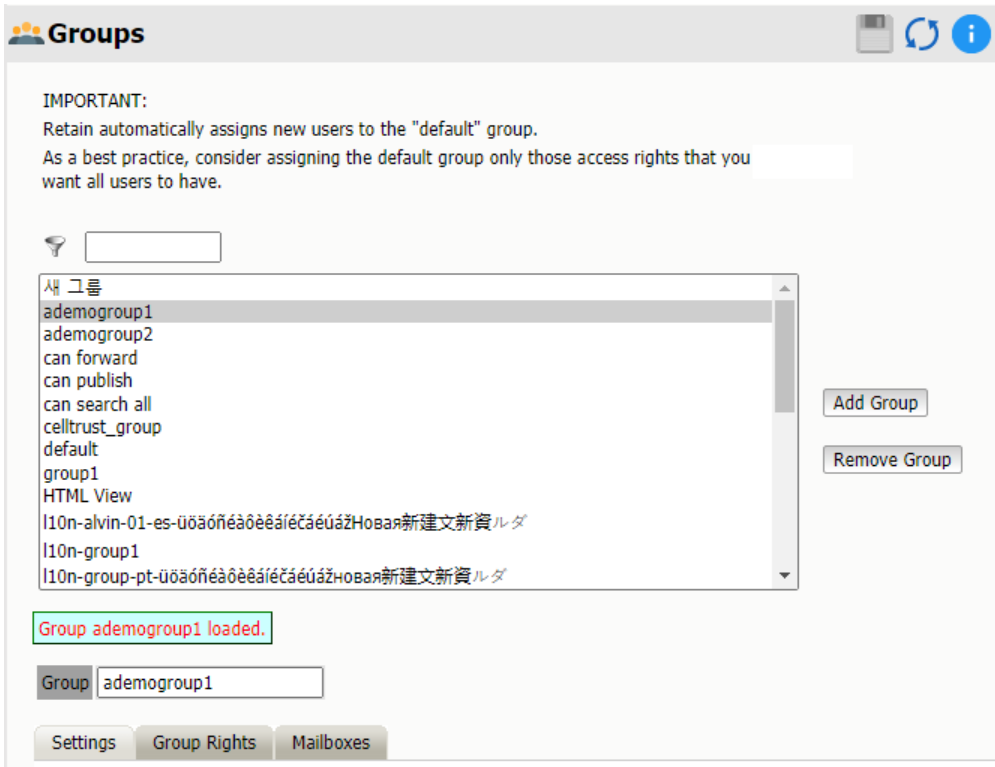 Groups
IMPORTANT:
Retain automatically assigns new users to the "default" group.
As a best practice, consider assigning the default group only those access rights that you
want all users to have.
새 그룹
ademogroup1
ademogroup2
can forward
can publish
can search all
celltrust_group
default
group1
HTML View
l10n-alvin-01-es-üöäóñéàôèêáíéčáéúážНовая新建文新資ルダ
l10n-group1
l10n-group-pt-üöäóñéàôèêáíéčáéúážновая新建文新資ルダ
Add Group
Remove Group
Group ademogroup1 loaded.
Group ademogroup1
Settings Group Rights Mailboxes